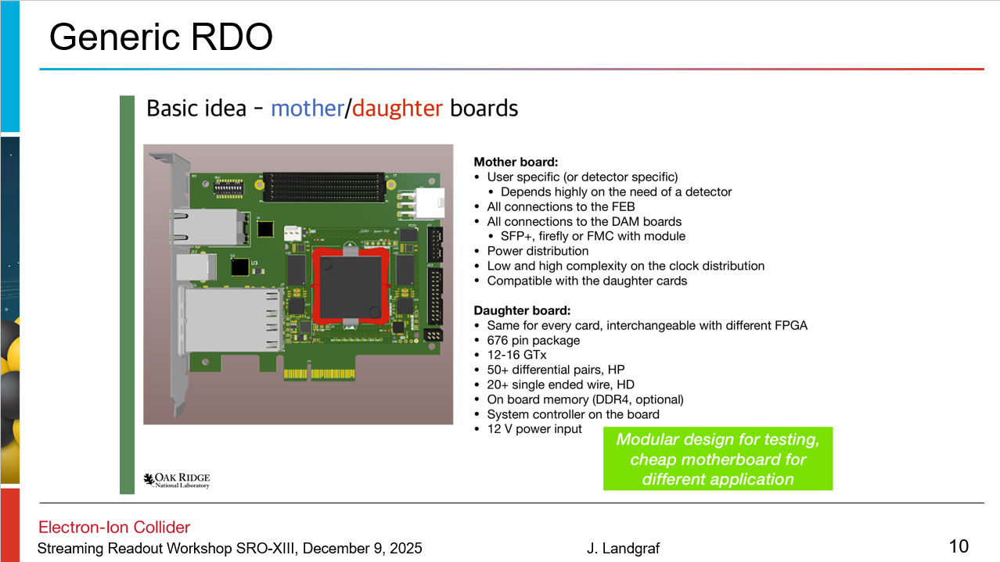 Generic RDO
Basic idea – mother/daughter boards
Mother board:
• User specific (or detector specific)
• Depends highly on the need of a detector
• All connections to the FEB
• All connections to the DAM boards
• SFP+, firefly or FMC with module
• Power distribution
• Low and high complexity on the clock distribution
• Compatible with the daughter cards
Daughter board:
• Same for every card, interchangeable with different FPGA
• 676 pin package
• 12-16 GTx
• 50+ differential pairs, HP
• 20+ single ended wire, HD
• On board memory (DDR4, optional)
• System controller on the board
• 12 V power input
Modular design for testing,
cheap motherboard for
different application
OAK RIDGE
National Laboratory
Electron-Ion Collider
Streaming Readout Workshop SRO-XIII, December 9, 2025
J. Landgraf
10